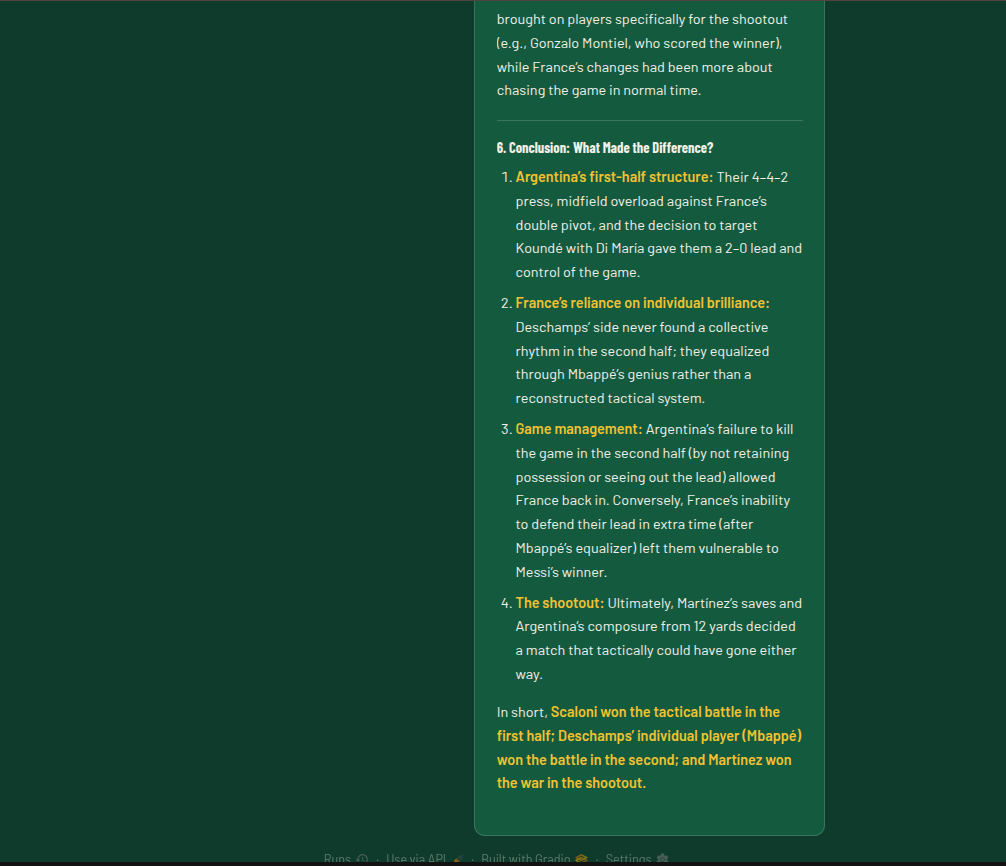 brought on players specifically for the shootout
(e.g., Gonzalo Montiel, who scored the winner),
while France's changes had been more about
chasing the game in normal time.
6. Conclusion: What Made the Difference?
1. Argentina's first-half structure: Their 4–4–2
press, midfield overload against France's
double pivot, and the decision to target
Koundé with Di María gave them a 2–0 lead and
control of the game.
2. France's reliance on individual brilliance:
Deschamps' side never found a collective
rhythm in the second half; they equalized
through Mbappé's genius rather than a
reconstructed tactical system.
3. Game management: Argentina's failure to kill
the game in the second half (by not retaining
possession or seeing out the lead) allowed
France back in. Conversely, France's inability
to defend their lead in extra time (after
Mbappé's equalizer) left them vulnerable to
Messi's winner.
4. The shootout: Ultimately, Martínez's saves and
Argentina's composure from 12 yards decided
a match that tactically could have gone either
way.
In short, Scaloni won the tactical battle in the
first half; Deschamps' individual player (Mbappé)
won the battle in the second; and Martínez won
the war in the shootout.
Runs · Use via API · Built with Gradio · Settings